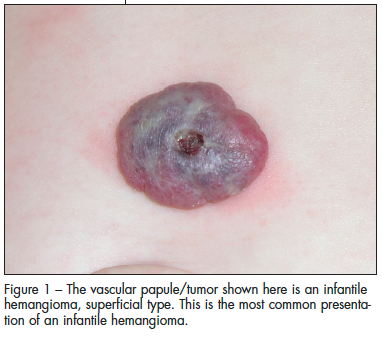 Figure 1 – The vascular papule/tumor shown here is an infantile
hemangioma, superficial type. This is the most common presenta-
tion of an infantile hemangioma.